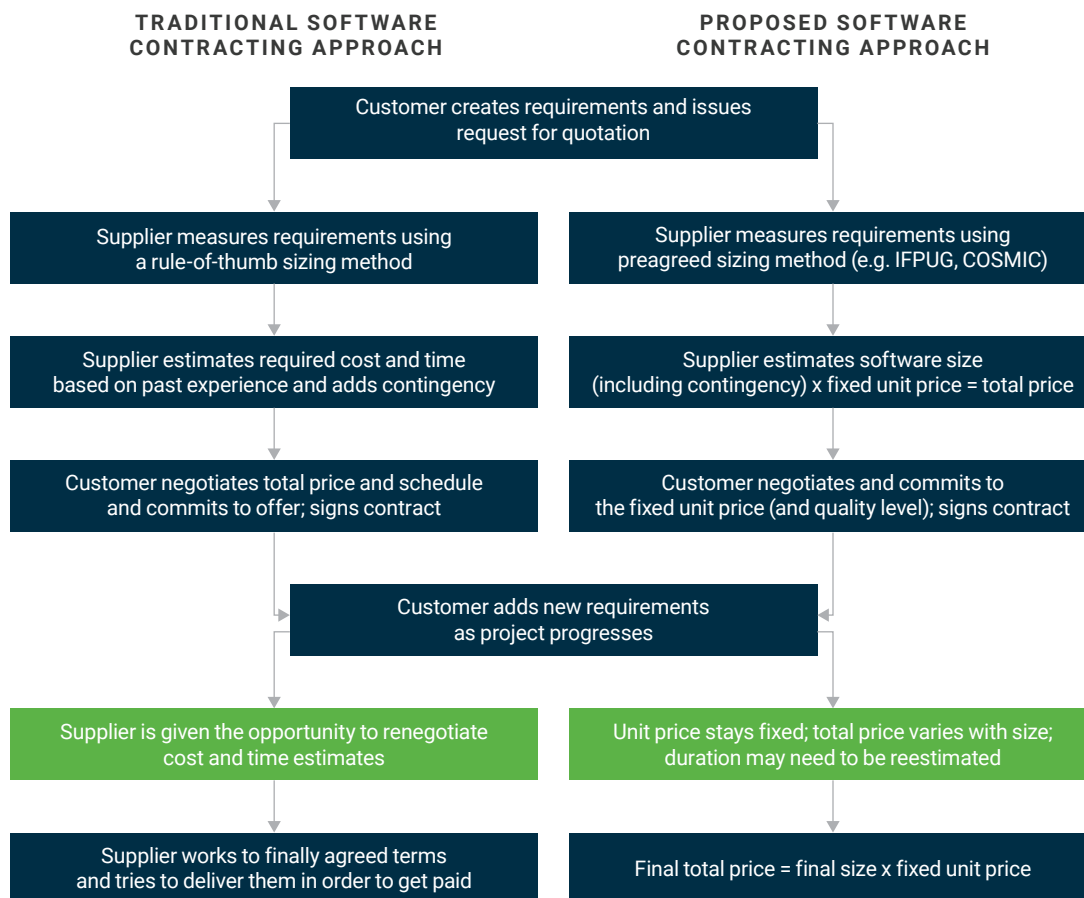 TRADITIONAL SOFTWARE
CONTRACTING APPROACH
PROPOSED SOFTWARE
CONTRACTING APPROACH
Customer creates requirements and issues
request for quotation
Supplier measures requirements using
a rule-of-thumb sizing method
Supplier measures requirements using
preagreed sizing method (e.g. IFPUG, COSMIC)
Supplier estimates required cost and time
based on past experience and adds contingency
Supplier estimates software size
(including contingency) x fixed unit price = total price
Customer negotiates total price and schedule
and commits to offer; signs contract
Customer negotiates and commits to
the fixed unit price (and quality level); signs contract
Customer adds new requirements
as project progresses
Supplier is given the opportunity to renegotiate
cost and time estimates
Unit price stays fixed; total price varies with size;
duration may need to be reestimated
Supplier works to finally agreed terms
and tries to deliver them in order to get paid
Final total price = final size x fixed unit price